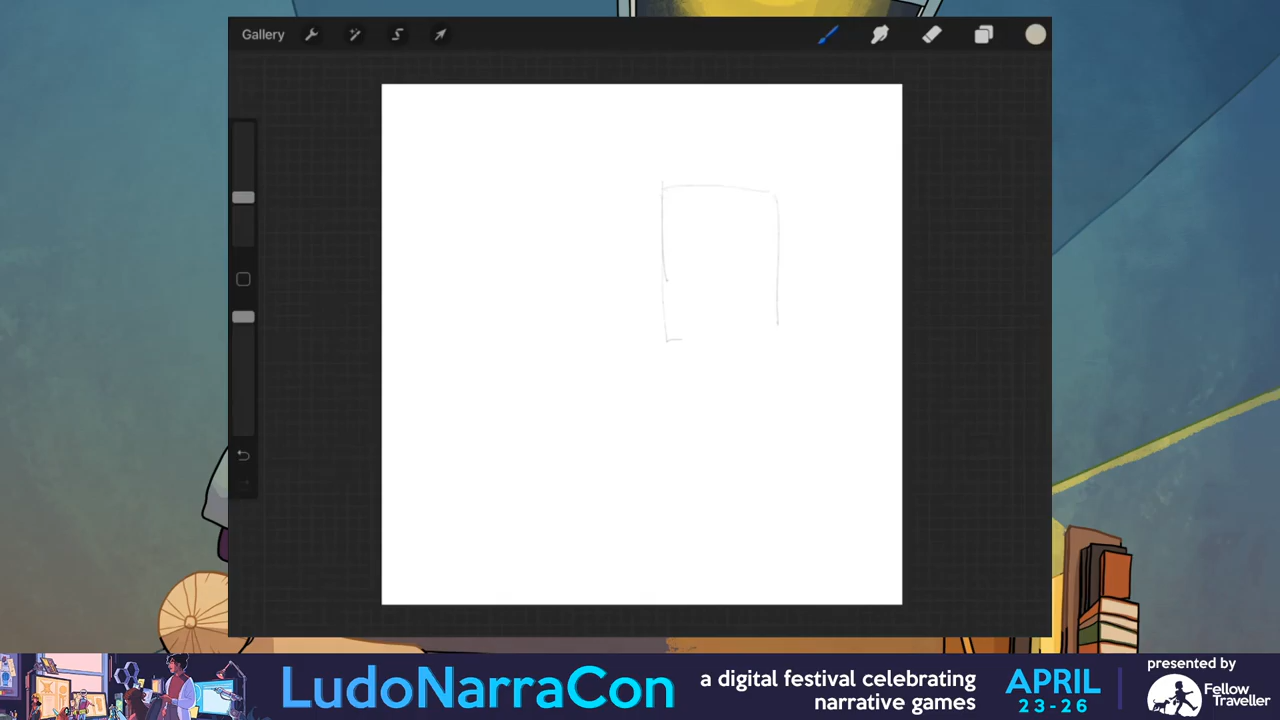 Gallery
LudoNarraCon
a digital festival celebrating
narrative games
APRIL
23-26
presented by
Fellow
Traveller